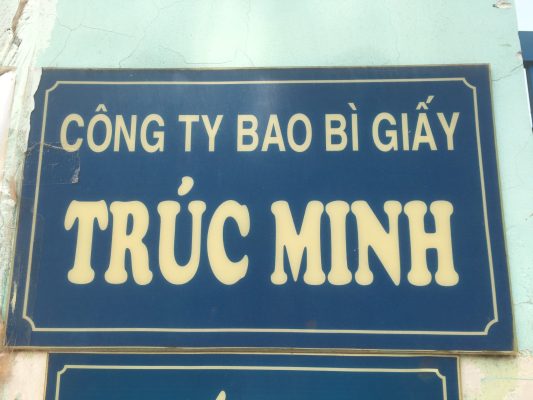 CÔNG TY BAO BÌ GIẤY
TRÚC MINH